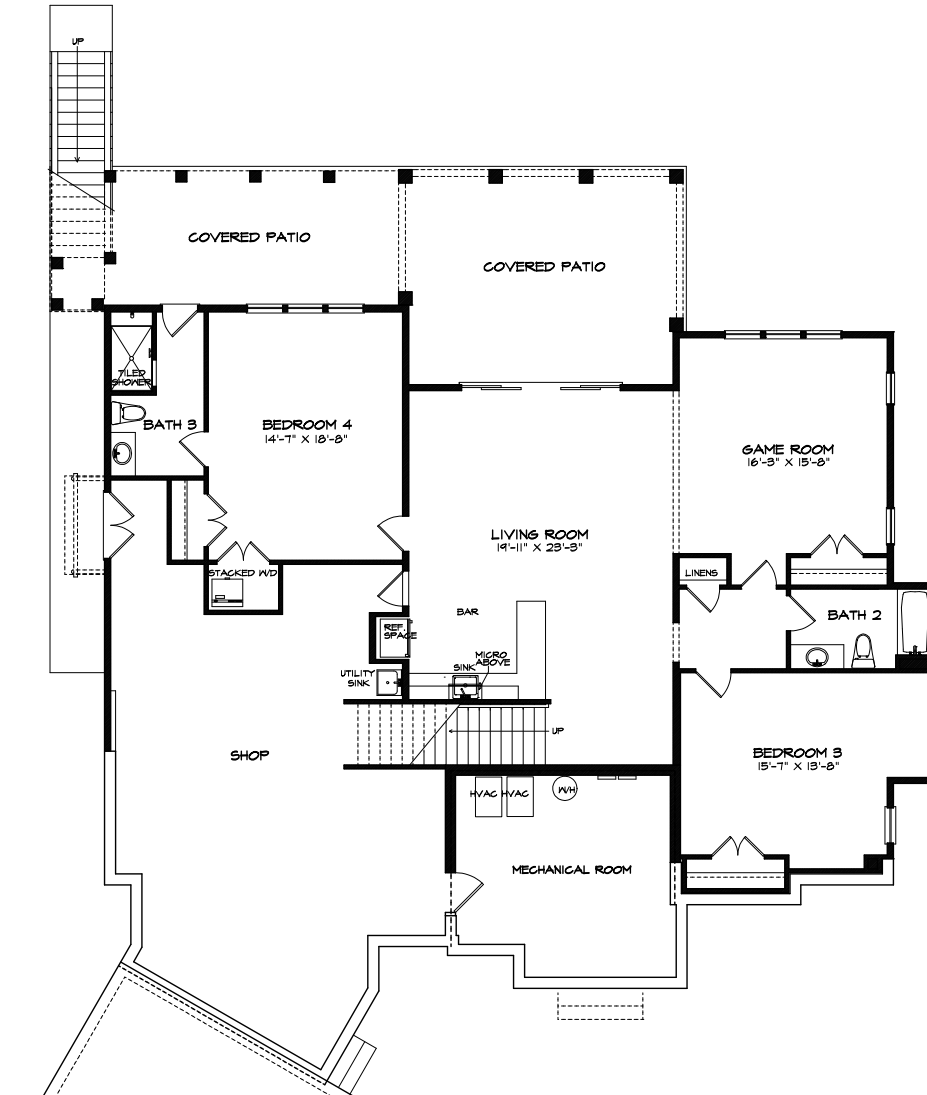 UP
COVERED PATIO
COVERED PATIO
TILED
SHOWER
BATH 3
BEDROOM 4
14'-7" X 18'-8"
GAME ROOM
16'-3" X 15'-8"
LIVING ROOM
19'-11" X 23'-3"
STACKED W/D
LINENS
BAR
BATH 2
REF.
SPACE
MICRO
ABOVE
SINK
UTILITY
SINK
UP
SHOP
BEDROOM 3
15'-7" X 13'-8"
HVAC
HVAC
W/H
MECHANICAL ROOM